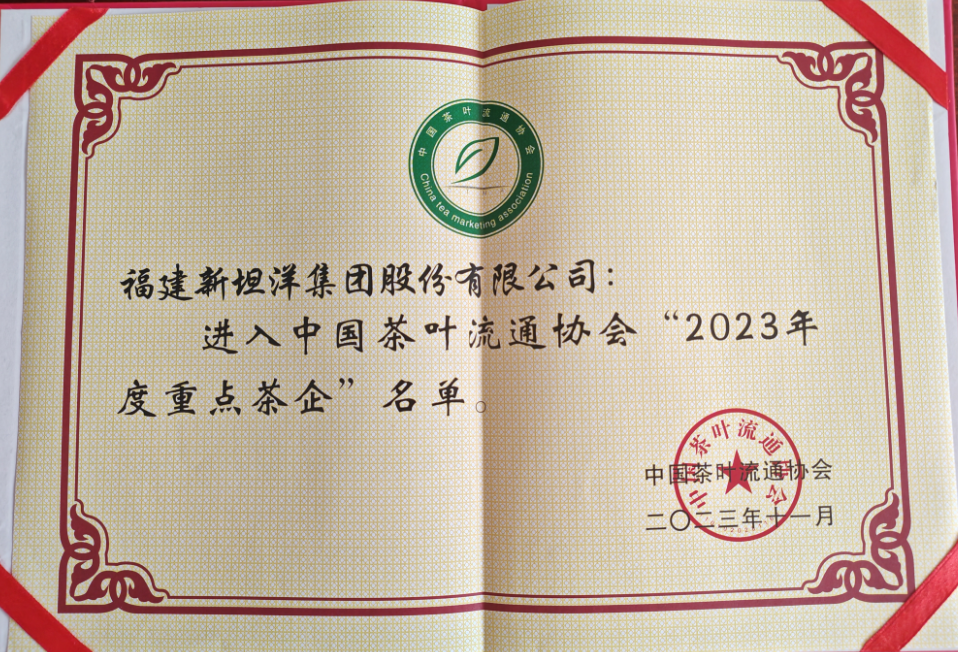 中国茶叶流通协会
China tea marketing association
福建新坦洋集团股份有限公司：
进入中国茶叶流通协会“2023年
度重点茶企”名单。
中国茶叶流通协会
中国茶叶流通协会
二〇二三年十一月